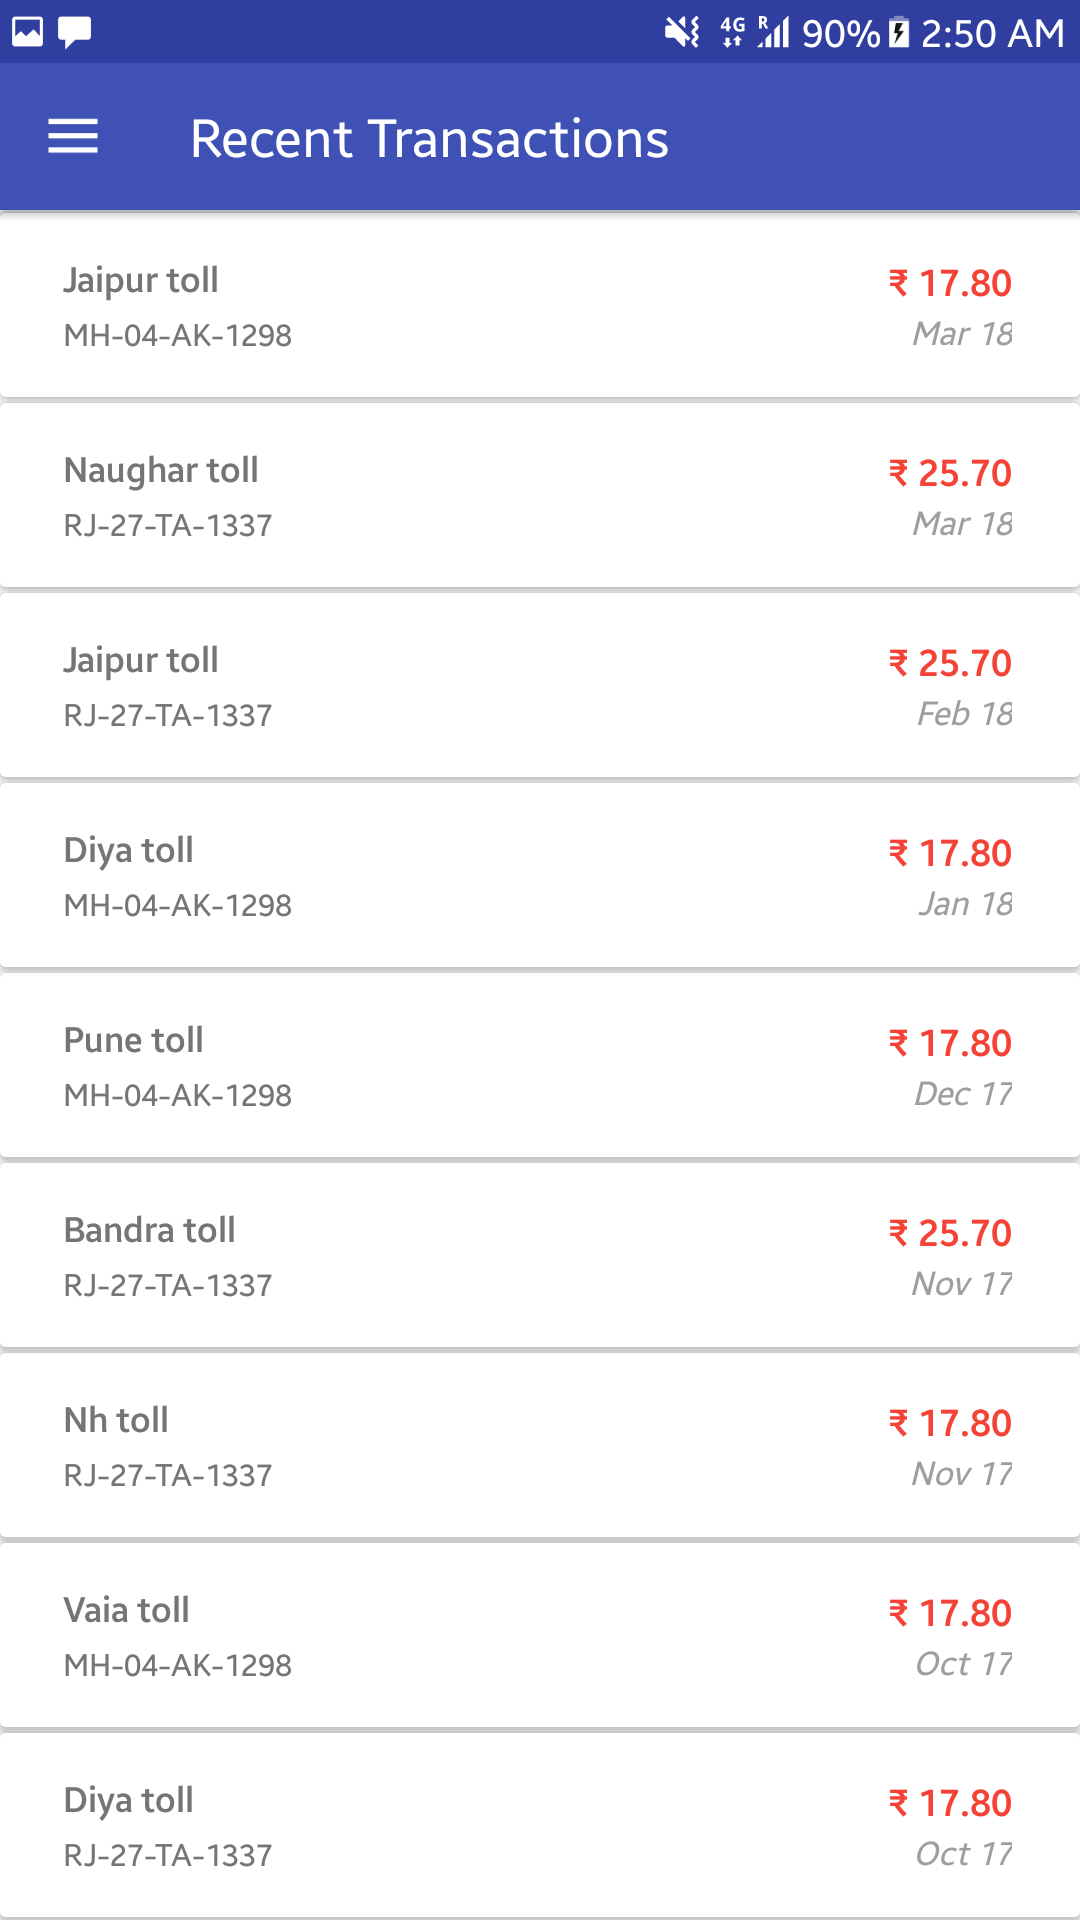 4G R 90% 2:50 AM
Recent Transactions
Jaipur toll ₹ 17.80
MH-04-AK-1298 Mar 18
Naughar toll ₹ 25.70
RJ-27-TA-1337 Mar 18
Jaipur toll ₹ 25.70
RJ-27-TA-1337 Feb 18
Diya toll ₹ 17.80
MH-04-AK-1298 Jan 18
Pune toll ₹ 17.80
MH-04-AK-1298 Dec 17
Bandra toll ₹ 25.70
RJ-27-TA-1337 Nov 17
Nh toll ₹ 17.80
RJ-27-TA-1337 Nov 17
Vaia toll ₹ 17.80
MH-04-AK-1298 Oct 17
Diya toll ₹ 17.80
RJ-27-TA-1337 Oct 17